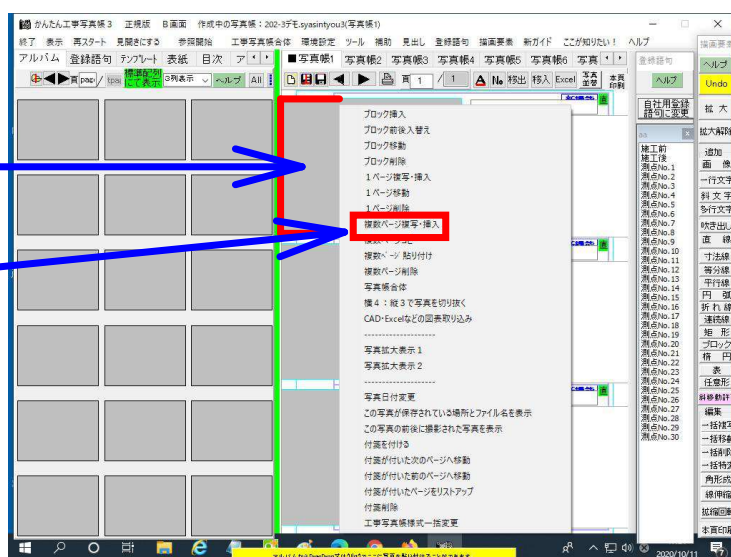 かんたん工事写真帳3 正規版 B画面 作成中の写真帳:202-3デモ.syasintyou3(写真帳1)
終了 表示 再スタート 見開きにする 参照開始 工事写真帳合体 環境設定 ツール 補助 見出し 登録語句 描画要素 新ガイド ここが知りたい! ヘルプ
アルバム 登録語句 テンプレート 表紙 目次 ア
■写真帳1 写真帳2 写真帳3 写真帳4 写真帳5 写真帳6 写真
頁 / 標準配列にて表示 3列表示 ヘルプ All
頁 1 / 1 A No 移出 移入 Excel 写真並替 本頁印刷
登録語句
ヘルプ
自社用登録語句に変更
施工前
施工後
測点No.1
測点No.2
測点No.3
測点No.4
測点No.5
測点No.6
測点No.7
測点No.8
測点No.9
測点No.10
測点No.11
測点No.12
測点No.13
測点No.14
測点No.15
測点No.16
測点No.17
測点No.18
測点No.19
測点No.20
測点No.21
測点No.22
測点No.23
測点No.24
測点No.25
測点No.26
測点No.27
測点No.28
測点No.29
測点No.30
ブロック挿入
ブロック前後入替え
ブロック移動
ブロック削除
1ページ複写・挿入
1ページ移動
1ページ削除
複数ページ複写・挿入
複数ページ貼り付け
複数ページ削除
写真帳合体
横4:縦3で写真を切り抜く
CAD・Excelなどの図表取り込み
--------------------
写真拡大表示1
写真拡大表示2
--------------------
写真日付変更
この写真が保存されている場所とファイル名を表示
この写真の前後に撮影された写真を表示
付箋を付ける
付箋が付いた次のページへ移動
付箋が付いた前のページへ移動
付箋が付いたページをリストアップ
付箋削除
工事写真帳様式一括変更
描画要素
ヘルプ
Undo
拡 大
拡大解除
追加
画 像
一行文字
斜 文 字
多行文字
吹き出し
直 線
寸法線
等分線
平行線
円 弧
折 れ 線
連続線
矩 形
ブロック
楕 円
表
任意形
斜移動許
編集
一括複写
一括移動
一括削除
一括特変
角形成
線伸縮
拡縮回転
本頁印刷
2020/10/11